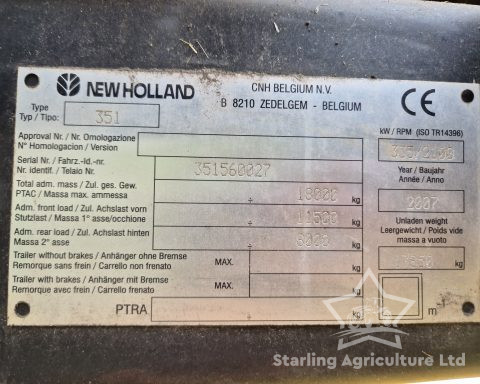 NEW HOLLAND
CNH BELGIUM N.V.
B 8210 ZEDELGEM - BELGIUM
CE
Type
Typ / Tipo:
351
kW / RPM (ISO TR14396)
Approval Nr./ Nr. Omologazione
N° Homologacion / Version
Serial Nr. / Fahrz.-Id.-nr.
Nr. identif. / Telaio Nr.
351560027
Year / Baujahr
Année / Anno
2007
Total adm. mass / Zul. ges. Gew.
PTAC / Massa max. ammessa
÷ 18000 kg
Adm. front load / Zul. Achslast vorn
Stutzlast / Massa 1° asse/occhione
÷ 11500 kg
Unladen weight
Leergewicht / Poids vide
massa a vuoto
kg
Adm. rear load / Zul. Achslast hinten
Massa 2° asse
÷ 8000 kg
Trailer without brakes / Anhänger ohne Bremse
Remorque sans frein / Carrello non frenato
MAX. kg
Trailer with brakes / Anhänger mit Bremse
Remorque avec frein / Carrello frenato
MAX. kg
PTRA ÷ kg
m⁻¹
Starling Agriculture Ltd